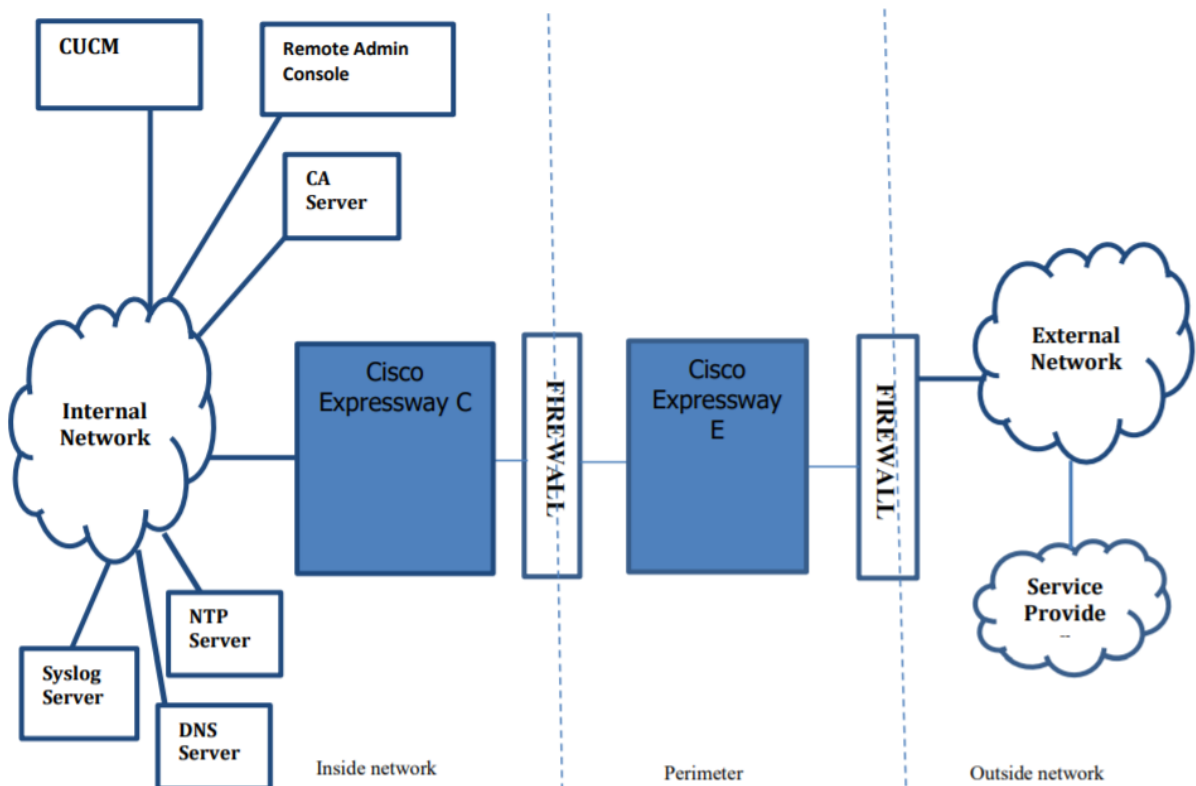 CUCM
Remote Admin
Console
CA
Server
Internal
Network
Cisco
Expressway C
FIREWALL
Cisco
Expressway
E
FIREWALL
External
Network
Service
Provide
NTP
Server
Syslog
Server
DNS
Server
Inside network
Perimeter
Outside network